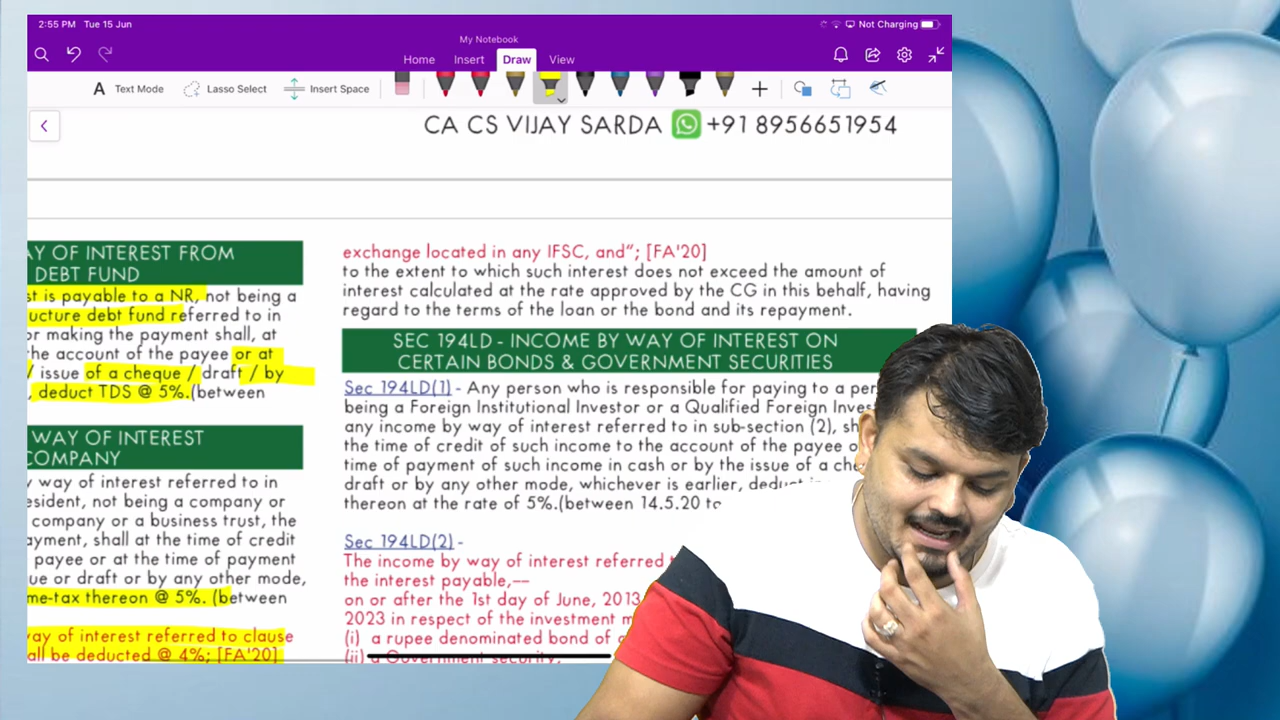 2:55 PM Tue 15 Jun
Not Charging
My Notebook
Home Insert Draw View
Text Mode Lasso Select Insert Space
CA CS VIJAY SARDA +91 8956651954
AY OF INTEREST FROM
DEBT FUND
st is payable to a NR, not being a
ucture debt fund referred to in
or making the payment shall, at
he account of the payee or at
/ issue of a cheque / draft / by
, deduct TDS @ 5%.(between
WAY OF INTEREST
COMPANY
y way of interest referred to in
esident, not being a company or
company or a business trust, the
ayment, shall at the time of credit
payee or at the time of payment
ue or draft or by any other mode,
me-tax thereon @ 5%. (between
way of interest referred to clause
all be deducted @ 4%; [FA'20]
exchange located in any IFSC, and”; [FA'20]
to the extent to which such interest does not exceed the amount of
interest calculated at the rate approved by the CG in this behalf, having
regard to the terms of the loan or the bond and its repayment.
SEC 194LD - INCOME BY WAY OF INTEREST ON
CERTAIN BONDS & GOVERNMENT SECURITIES
Sec 194LD(1) - Any person who is responsible for paying to a per
being a Foreign Institutional Investor or a Qualified Foreign Inves
any income by way of interest referred to in sub-section (2), sh
the time of credit of such income to the account of the payee o
time of payment of such income in cash or by the issue of a che
draft or by any other mode, whichever is earlier, deduct
thereon at the rate of 5%.(between 14.5.20 to
Sec 194LD(2) -
The income by way of interest referred
the interest payable,—
on or after the 1st day of June, 2013
2023 in respect of the investment m
(i) a rupee denominated bond of
(ii) a Government security;